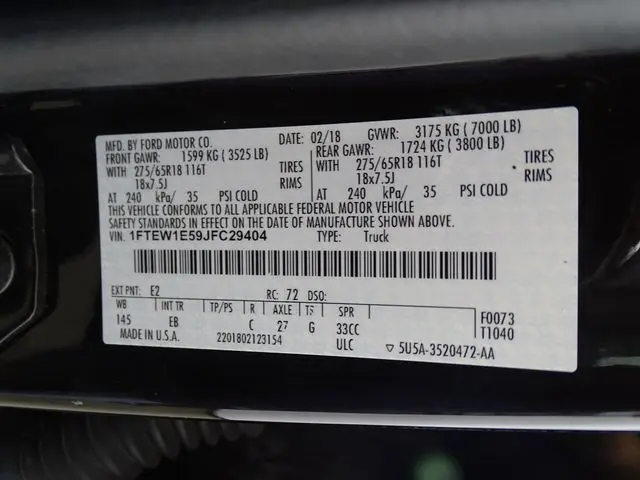 MFD. BY FORD MOTOR CO. DATE: 02/18 GVWR: 3175 KG ( 7000 LB)
FRONT GAWR: 1599 KG ( 3525 LB) REAR GAWR: 1724 KG ( 3800 LB)
WITH 275/65R18 116T TIRES WITH 275/65R18 116T TIRES
18x7.5J RIMS 18x7.5J RIMS
AT 240 kPa/ 35 PSI COLD AT 240 kPa/ 35 PSI COLD
THIS VEHICLE CONFORMS TO ALL APPLICABLE FEDERAL MOTOR VEHICLE
SAFETY STANDARDS IN EFFECT ON THE DATE OF MANUFACTURE SHOWN ABOVE.
VIN: 1FTEW1E59JFC29404 TYPE: Truck
EXT PNT: E2 RC: 72 DSO:
WB INT TR TP/PS R AXLE TR SPR F0073
145 EB C 27 G 33CC T1040
MADE IN U.S.A. 2201802123154 ULC ▽ 5U5A-3520472-AA